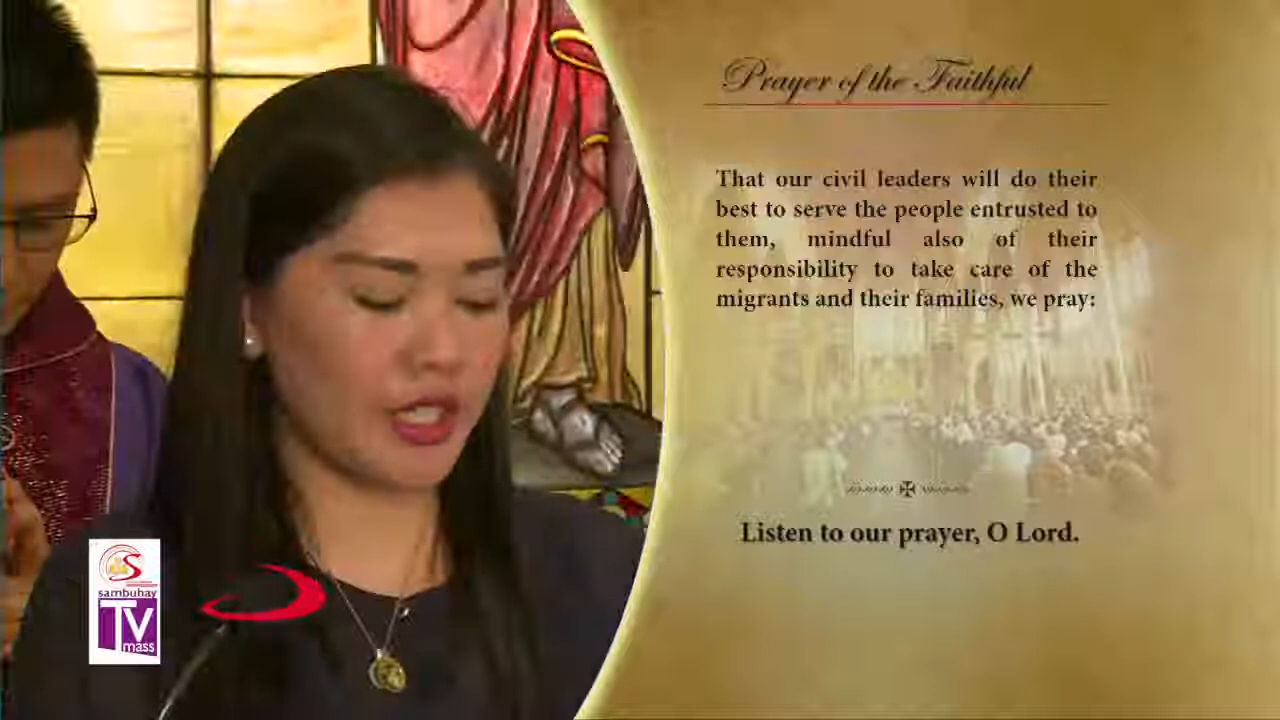 Prayer of the Faithful
That our civil leaders will do their
best to serve the people entrusted to
them, mindful also of their
responsibility to take care of the
migrants and their families, we pray:
Listen to our prayer, O Lord.
S
sambuhay
TV
mass